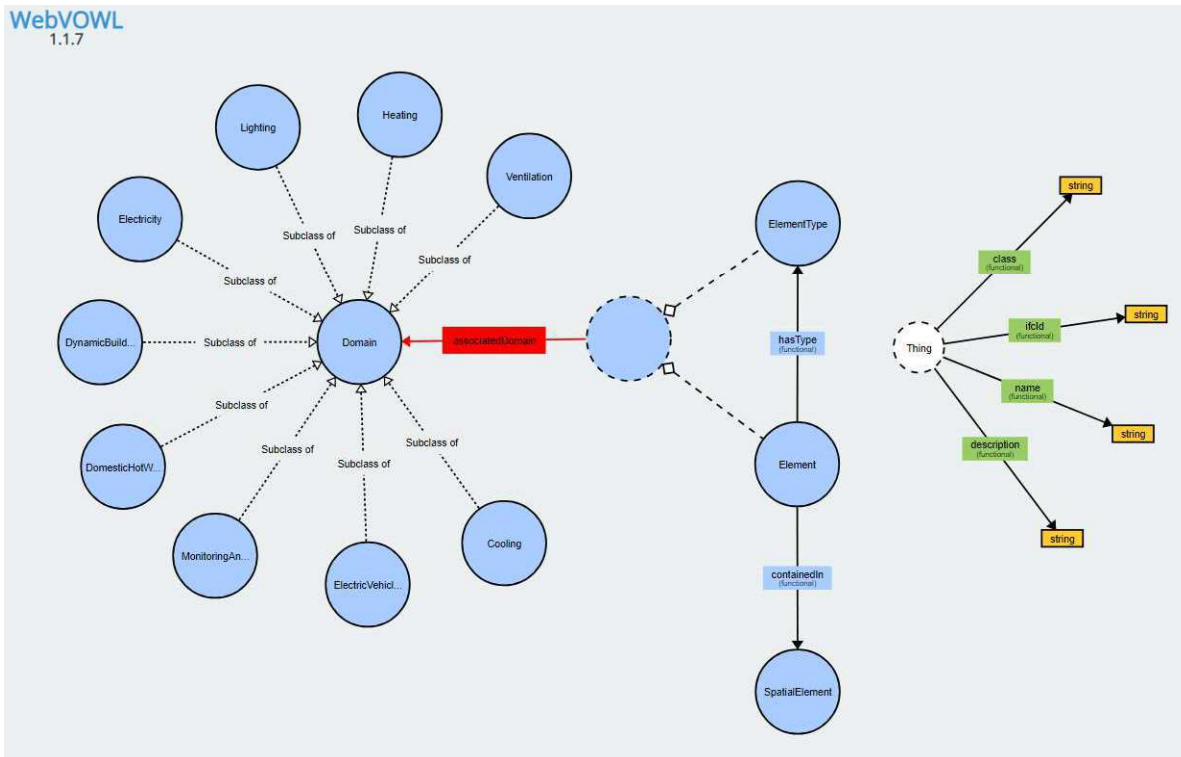 WebVOWL
1.1.7
Heating
Lighting
Ventilation
string
ElementType
Electricity
Subclass of
Subclass of
Subclass of
class
(functional)
Subclass of
ifcId
(functional)
string
DynamicBuild...
Subclass of
Domain
associatedDomain
hasType
(functional)
Thing
name
(functional)
Subclass of
string
Subclass of
Subclass of
Subclass of
description
(functional)
DomesticHotW...
Element
string
MonitoringAn...
Cooling
ElectricVehicl...
containedIn
(functional)
SpatialElement